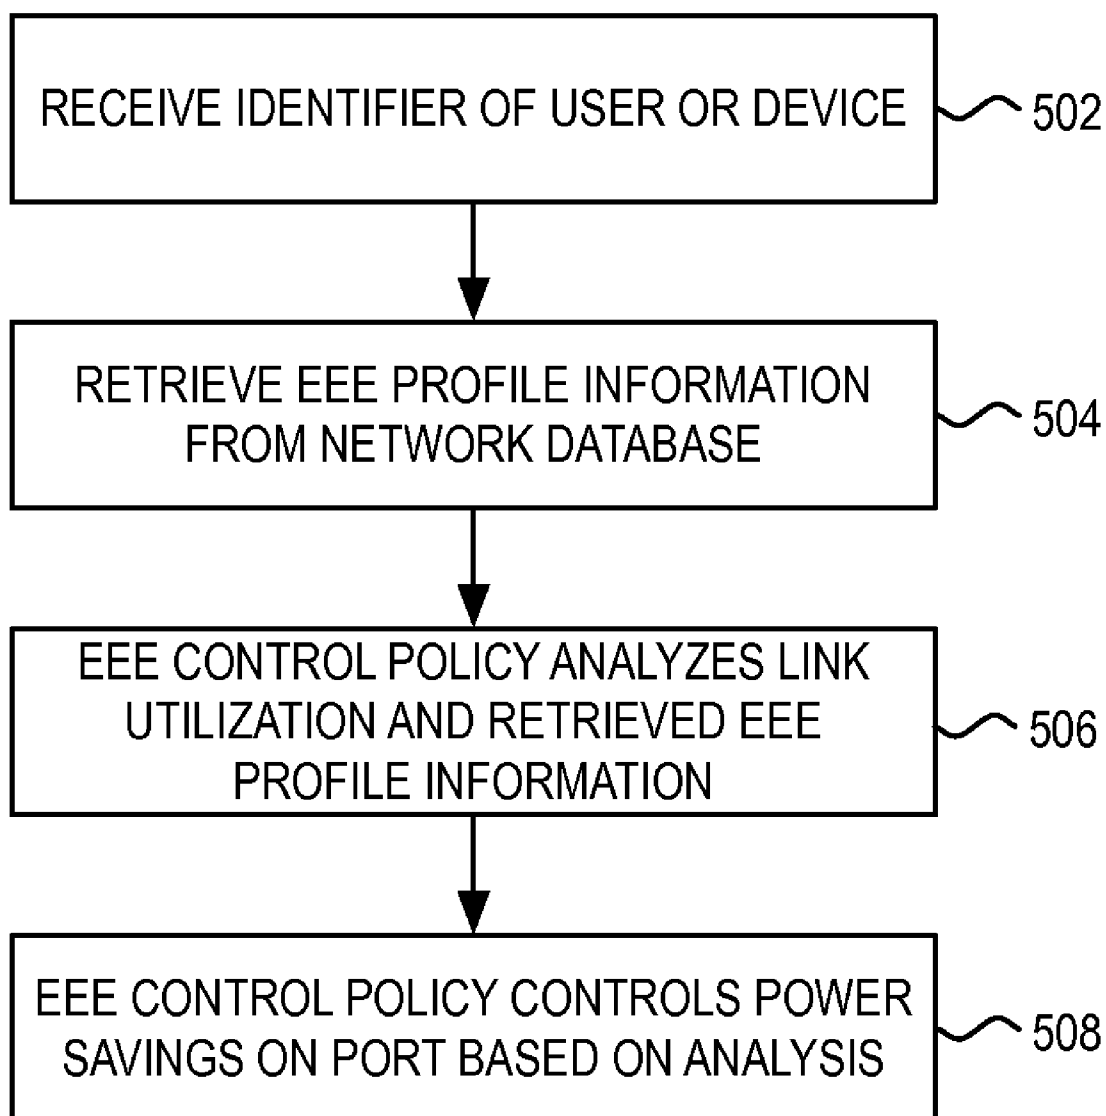 RECEIVE IDENTIFIER OF USER OR DEVICE
502
RETRIEVE EEE PROFILE INFORMATION
FROM NETWORK DATABASE
504
EEE CONTROL POLICY ANALYZES LINK
UTILIZATION AND RETRIEVED EEE
PROFILE INFORMATION
506
EEE CONTROL POLICY CONTROLS POWER
SAVINGS ON PORT BASED ON ANALYSIS
508